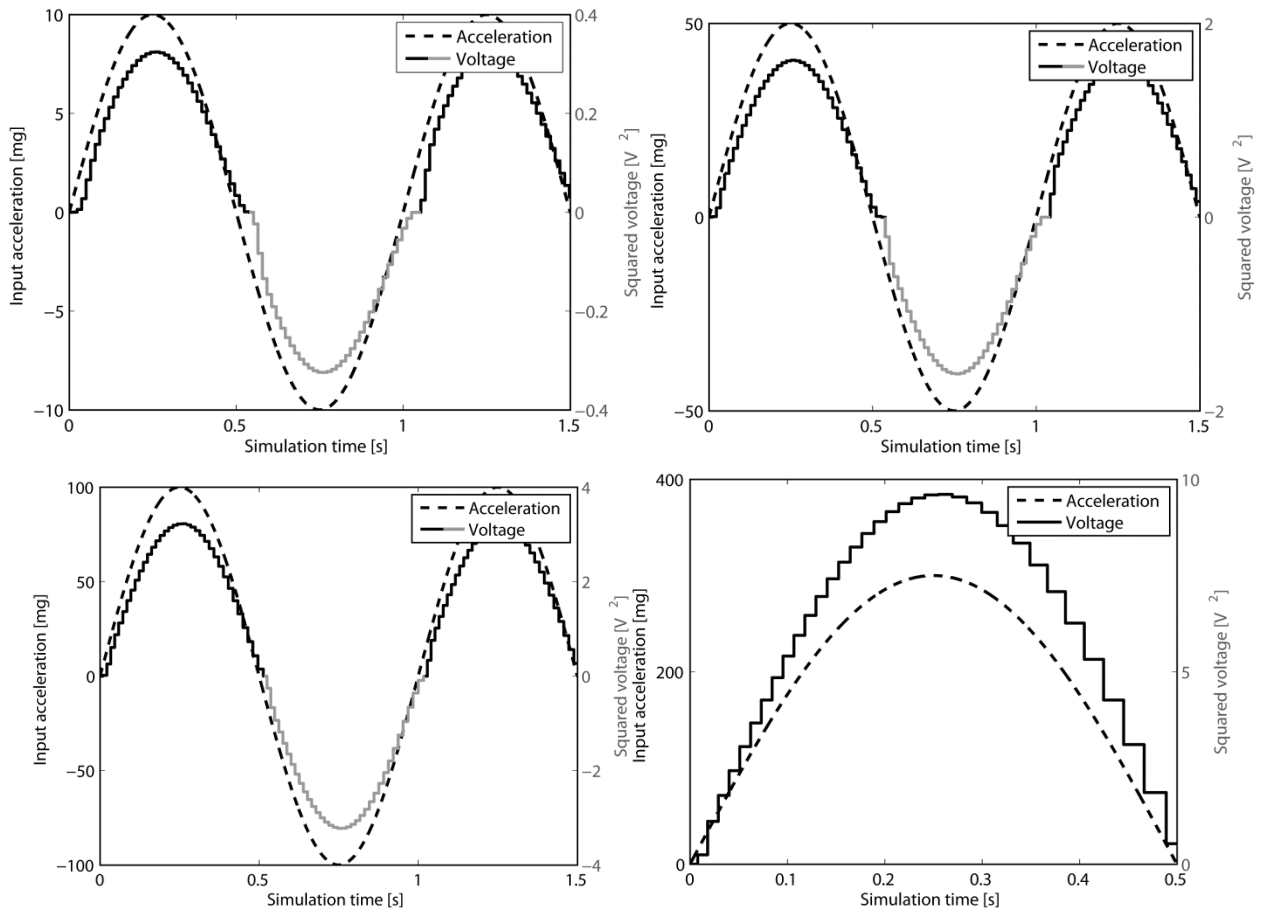 10
5
0
−5
−10
Input acceleration [mg]
0
0.5
1
1.5
Simulation time [s]
0.4
0.2
0
−0.2
−0.4
Squared voltage [V 2]
Acceleration
Voltage
50
0
−50
Input acceleration [mg]
0
0.5
1
1.5
Simulation time [s]
2
0
−2
Squared voltage [V 2]
Acceleration
Voltage
100
50
0
−50
−100
Input acceleration [mg]
0
0.5
1
1.5
Simulation time [s]
4
2
0
−2
−4
Squared voltage [V 2]
Acceleration
Voltage
400
200
0
Input acceleration [mg]
0
0.1
0.2
0.3
0.4
0.5
Simulation time [s]
10
5
0
Squared voltage [V 2]
Acceleration
Voltage